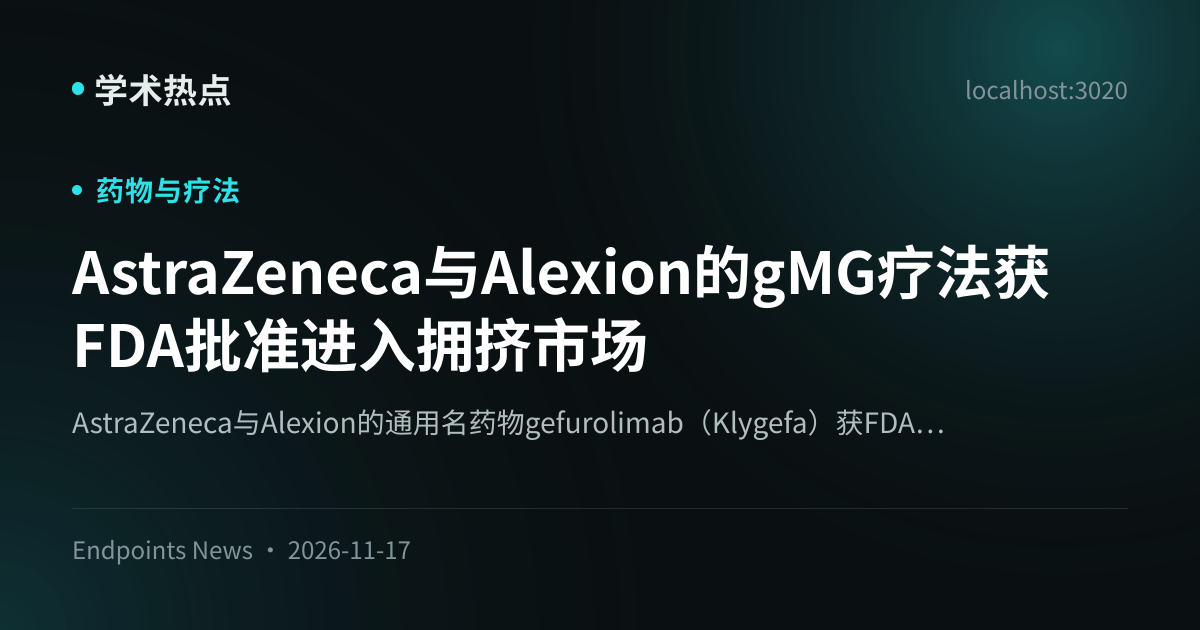 学术热点
localhost:3020
药物与疗法
AstraZeneca与Alexion的gMG疗法获
FDA批准进入拥挤市场
AstraZeneca与Alexion的通用名药物gefurolimab（Klygefa）获FDA…
Endpoints News · 2026-11-17